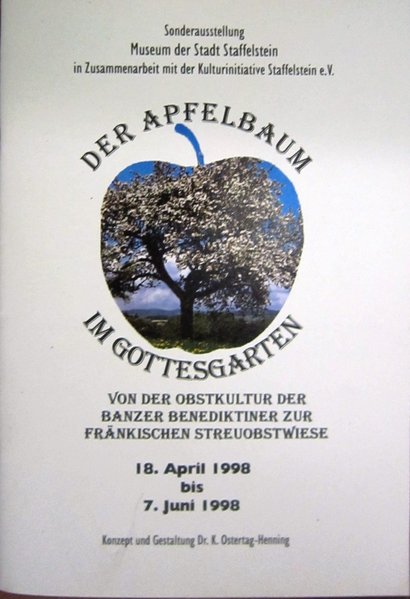 Sonderausstellung
Museum der Stadt Staffelstein
in Zusammenarbeit mit der Kulturinitiative Staffelstein e.V.
DER APFELBAUM
IM GOTTESGARTEN
VON DER OBSTKULTUR DER
BANZER BENEDIKTINER ZUR
FRÄNKISCHEN STREUOBSTWIESE
18. April 1998
bis
7. Juni 1998
Konzept und Gestaltung Dr. K. Ostertag-Henning